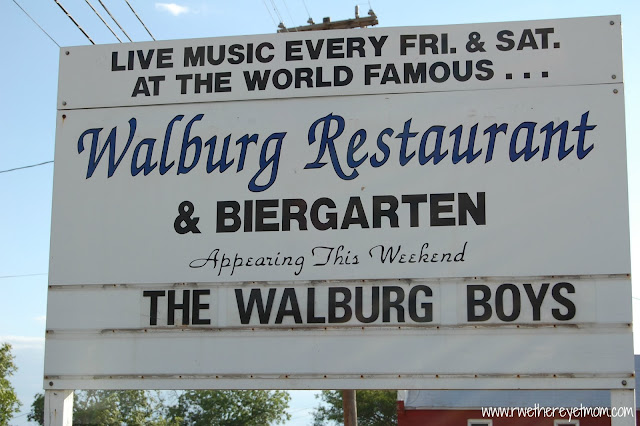 LIVE MUSIC EVERY FRI. & SAT.
AT THE WORLD FAMOUS . . .
Walburg Restaurant
& BIERGARTEN
Appearing This Weekend
THE WALBURG BOYS
www.rwethereyetmom.com